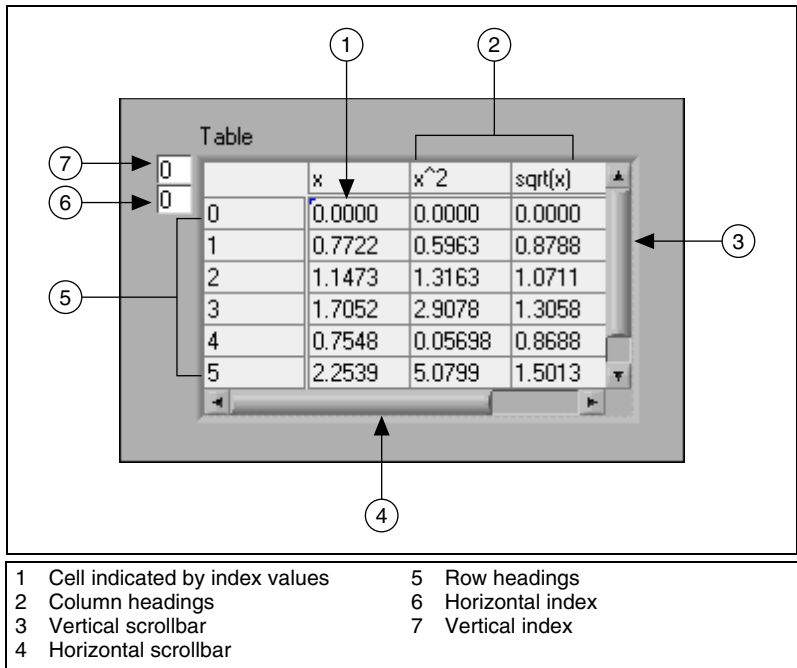 1 2
Table
7 0
6 0
x x^2 sqrt(x)
0 0.0000 0.0000 0.0000
1 0.7722 0.5963 0.8788
2 1.1473 1.3163 1.0711
3 1.7052 2.9078 1.3058
4 0.7548 0.05698 0.8688
5 2.2539 5.0799 1.5013
3
5
4
1 Cell indicated by index values
2 Column headings
3 Vertical scrollbar
4 Horizontal scrollbar
5 Row headings
6 Horizontal index
7 Vertical index